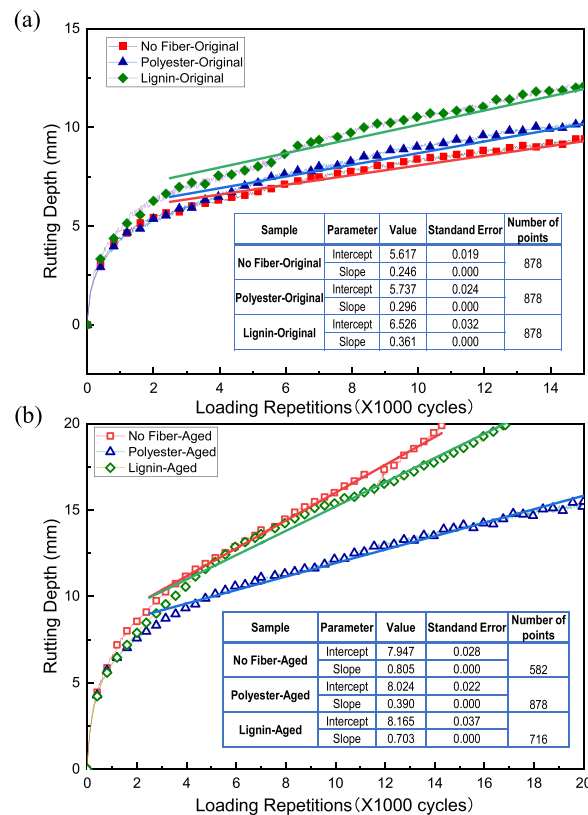 (a)
15
10
5
0
Rutting Depth (mm)
No Fiber-Original
Polyester-Original
Lignin-Original
Sample Parameter Value Standand Error Number of points
No Fiber-Original Intercept 5.617 0.019 878
Slope 0.246 0.000
Polyester-Original Intercept 5.737 0.024 878
Slope 0.296 0.000
Lignin-Original Intercept 6.526 0.032 878
Slope 0.361 0.000
0 2 4 6 8 10 12 14
Loading Repetitions (X1000 cycles)
(b)
20
15
10
5
0
Rutting Depth (mm)
No Fiber-Aged
Polyester-Aged
Lignin-Aged
Sample Parameter Value Standand Error Number of points
No Fiber-Aged Intercept 7.947 0.028 582
Slope 0.805 0.000
Polyester-Aged Intercept 8.024 0.022 878
Slope 0.390 0.000
Lignin-Aged Intercept 8.165 0.037 716
Slope 0.703 0.000
0 2 4 6 8 10 12 14 16 18 20
Loading Repetitions (X1000 cycles)